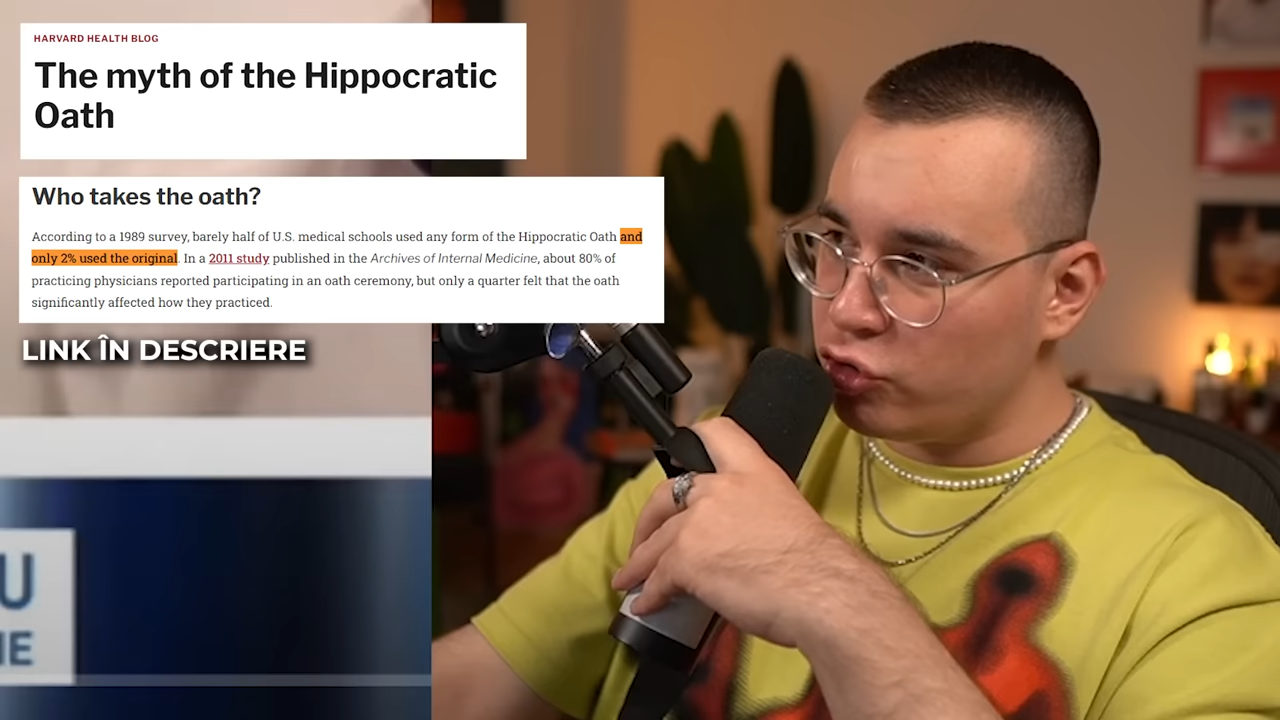 HARVARD HEALTH BLOG
The myth of the Hippocratic
Oath
Who takes the oath?
According to a 1989 survey, barely half of U.S. medical schools used any form of the Hippocratic Oath and
only 2% used the original. In a 2011 study published in the Archives of Internal Medicine, about 80% of
practicing physicians reported participating in an oath ceremony, but only a quarter felt that the oath
significantly affected how they practiced.
LINK ÎN DESCRIERE